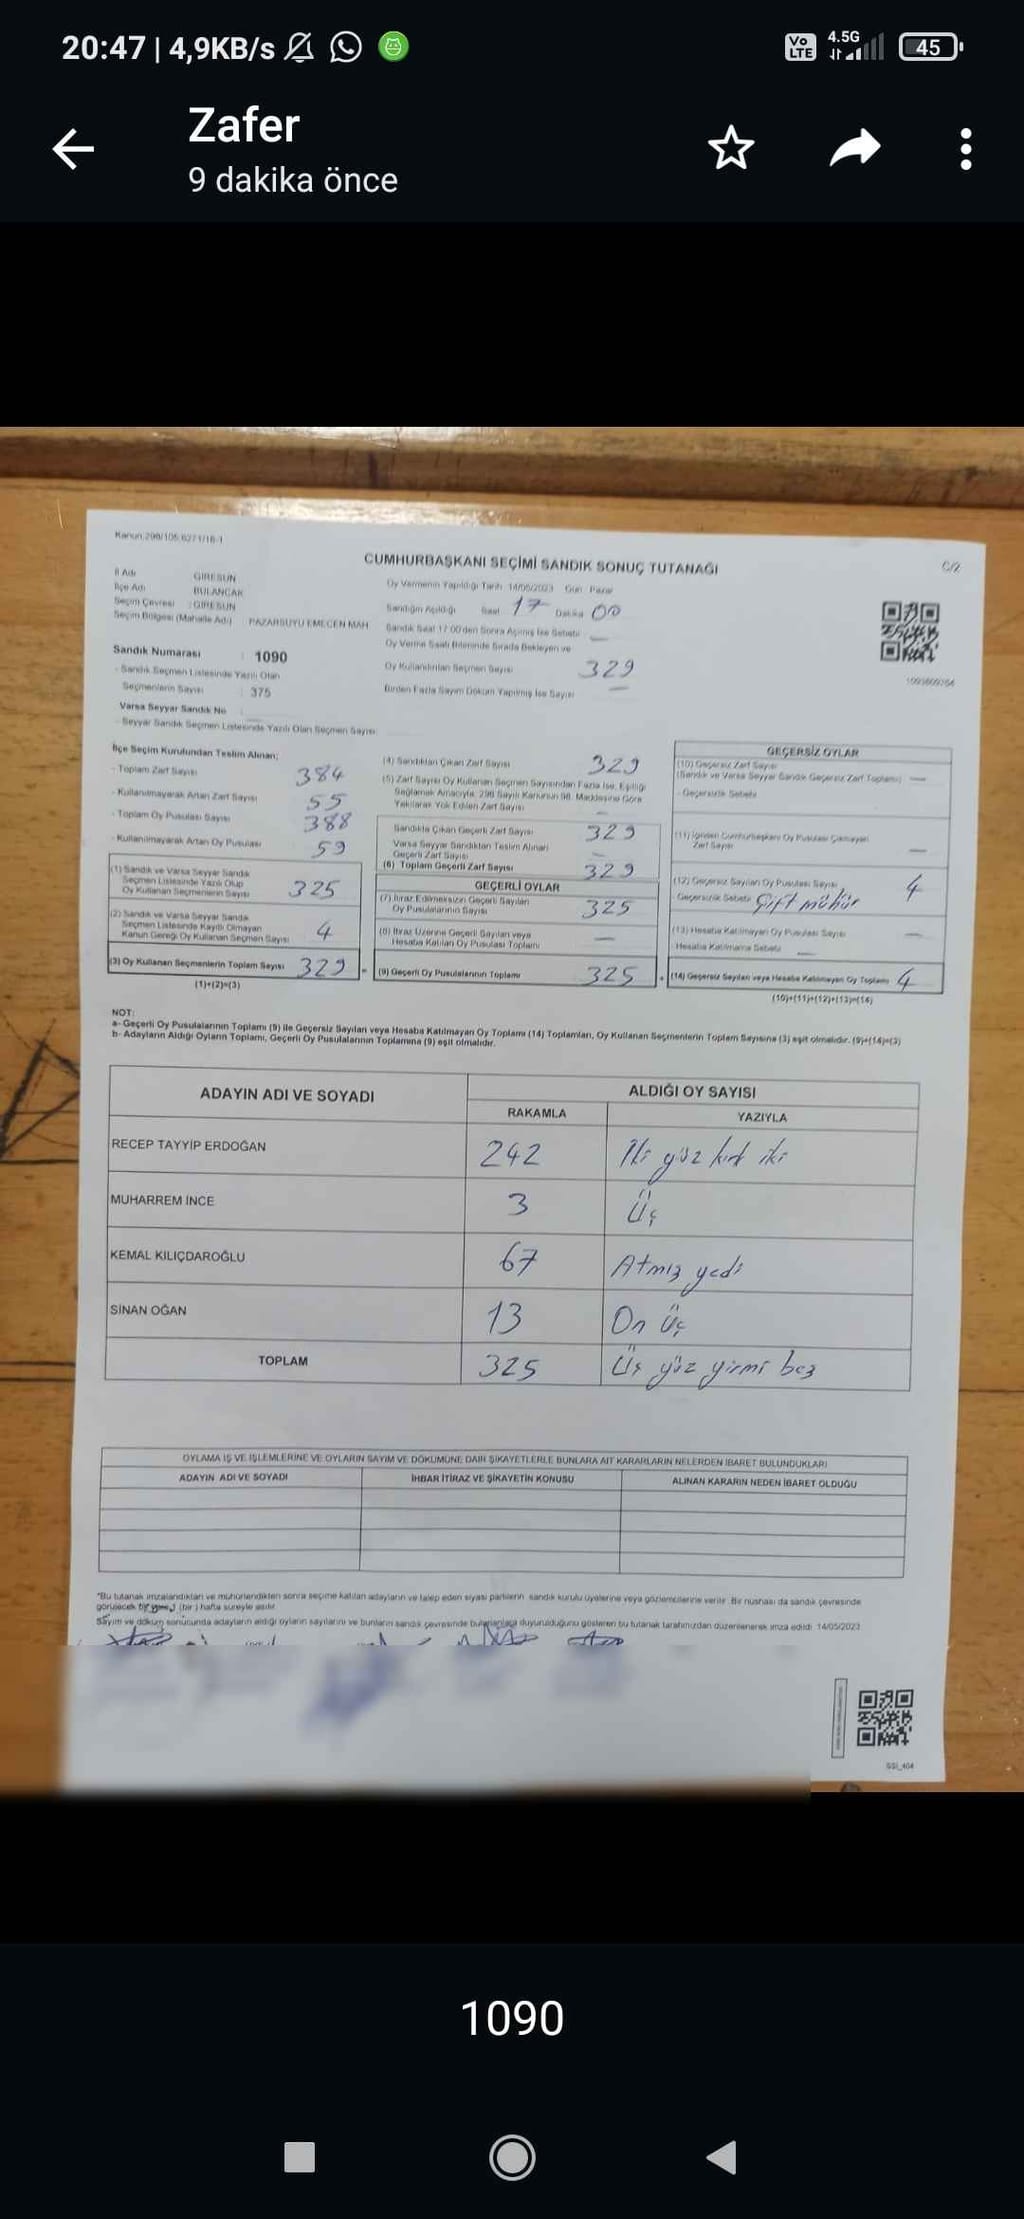 20:47 | 4,9KB/s
Vo LTE 4.5G 45
Zafer
9 dakika önce
Kanun:298/105;6271/18-1
CUMHURBAŞKANI SEÇİMİ SANDIK SONUÇ TUTANAĞI
C/2
İl Adı GİRESUN
İlçe Adı BULANCAK
Seçim Çevresi : GİRESUN
Seçim Bölgesi (Mahalle Adı) PAZARSUYU EMECEN MAH
Sandık Numarası : 1090
- Sandık Seçmen Listesinde Yazılı Olan
Seçmenlerin Sayısı : 375
Varsa Seyyar Sandık No
- Seyyar Sandık Seçmen Listesinde Yazılı Olan Seçmen Sayısı
Oy Vermenin Yapıldığı Tarih 14/05/2023 Gün Pazar
Sandığın Açıldığı Saat 17 Dakika 00
Sandık Saat 17:00'den Sonra Açılmış İse Sebebi —
Oy Verme Saati Bitiminde Sırada Bekleyen ve
Oy Kullandırılan Seçmen Sayısı 329
Birden Fazla Sayım Döküm Yapılmış İse Sayısı —
1093609764
İlçe Seçim Kurulundan Teslim Alınan;
- Toplam Zarf Sayısı 384
- Kullanılmayarak Artan Zarf Sayısı 55
- Toplam Oy Pusulası Sayısı 388
- Kullanılmayarak Artan Oy Pusulası 59
(1) Sandık ve Varsa Seyyar Sandık
Seçmen Listesinde Yazılı Olup
Oy Kullanan Seçmenlerin Sayısı 325
(2) Sandık ve Varsa Seyyar Sandık
Seçmen Listesinde Kayıtlı Olmayan
Kanun Gereği Oy Kullanan Seçmen Sayısı 4
(3) Oy Kullanan Seçmenlerin Toplam Sayısı 329 =
(1)+(2)=(3)
(4) Sandıktan Çıkan Zarf Sayısı 329
(5) Zarf Sayısı Oy Kullanan Seçmen Sayısından Fazla İse, Eşitliği
Sağlamak Amacıyla, 298 Sayılı Kanunun 98. Maddesine Göre
Yakılarak Yok Edilen Zarf Sayısı —
Sandıkta Çıkan Geçerli Zarf Sayısı 329
Varsa Seyyar Sandıktan Teslim Alınan
Geçerli Zarf Sayısı —
(6) Toplam Geçerli Zarf Sayısı 329
GEÇERLİ OYLAR
(7) İtiraz Edilmeksizin Geçerli Sayılan
Oy Pusulalarının Sayısı 325
(8) İtiraz Üzerine Geçerli Sayılan veya
Hesaba Katılan Oy Pusulası Toplamı —
(9) Geçerli Oy Pusulalarının Toplamı 325 +
GEÇERSİZ OYLAR
(10) Geçersiz Zarf Sayısı
(Sandık ve Varsa Seyyar Sandık Geçersiz Zarf Toplamı) —
- Geçersizlik Sebebi
(11) İçinden Cumhurbaşkanı Oy Pusulası Çıkmayan
Zarf Sayısı —
(12) Geçersiz Sayılan Oy Pusulası Sayısı 4
Geçersizlik Sebebi Çift mühür
(13) Hesaba Katılmayan Oy Pusulası Sayısı —
Hesaba Katılmama Sebebi —
(14) Geçersiz Sayılan veya Hesaba Katılmayan Oy Toplamı 4
(10)+(11)+(12)+(13)=(14)
NOT:
a- Geçerli Oy Pusulalarının Toplamı (9) ile Geçersiz Sayılan veya Hesaba Katılmayan Oy Toplamı (14) Toplamları, Oy Kullanan Seçmenlerin Toplam Sayısına (3) eşit olmalıdır. (9)+(14)=(3)
b- Adayların Aldığı Oyların Toplamı, Geçerli Oy Pusulalarının Toplamına (9) eşit olmalıdır.
ADAYIN ADI VE SOYADI ALDIĞI OY SAYISI
RAKAMLA YAZIYLA
RECEP TAYYİP ERDOĞAN 242 İki yüz kırk iki
MUHARREM İNCE 3 Üç
KEMAL KILIÇDAROĞLU 67 Atmış yedi
SİNAN OĞAN 13 On üç
TOPLAM 325 Üç yüz yirmi beş
OYLAMA İŞ VE İŞLEMLERİNE VE OYLARIN SAYIM VE DÖKÜMÜNE DAİR ŞİKAYETLERLE BUNLARA AİT KARARLARIN NELERDEN İBARET BULUNDUKLARI
ADAYIN ADI VE SOYADI İHBAR İTİRAZ VE ŞİKAYETİN KONUSU ALINAN KARARIN NEDEN İBARET OLDUĞU
*Bu tutanak imzalandıktan ve mühürlendikten sonra seçime katılan adayların ve talep eden siyasi partilerin sandık kurulu üyelerine veya gözlemcilerine verilir. Bir nüshası da sandık çevresinde
görülecek bir yere 1 (bir ) hafta süreyle asılır.
Sayım ve döküm sonucunda adayların aldığı oyların sayılarını ve bunların sandık çevresinde bulunanlara duyurulduğunu gösteren bu tutanak tarafımızdan düzenlenerek imza edildi. 14/05/2023
SSİ_404
1090